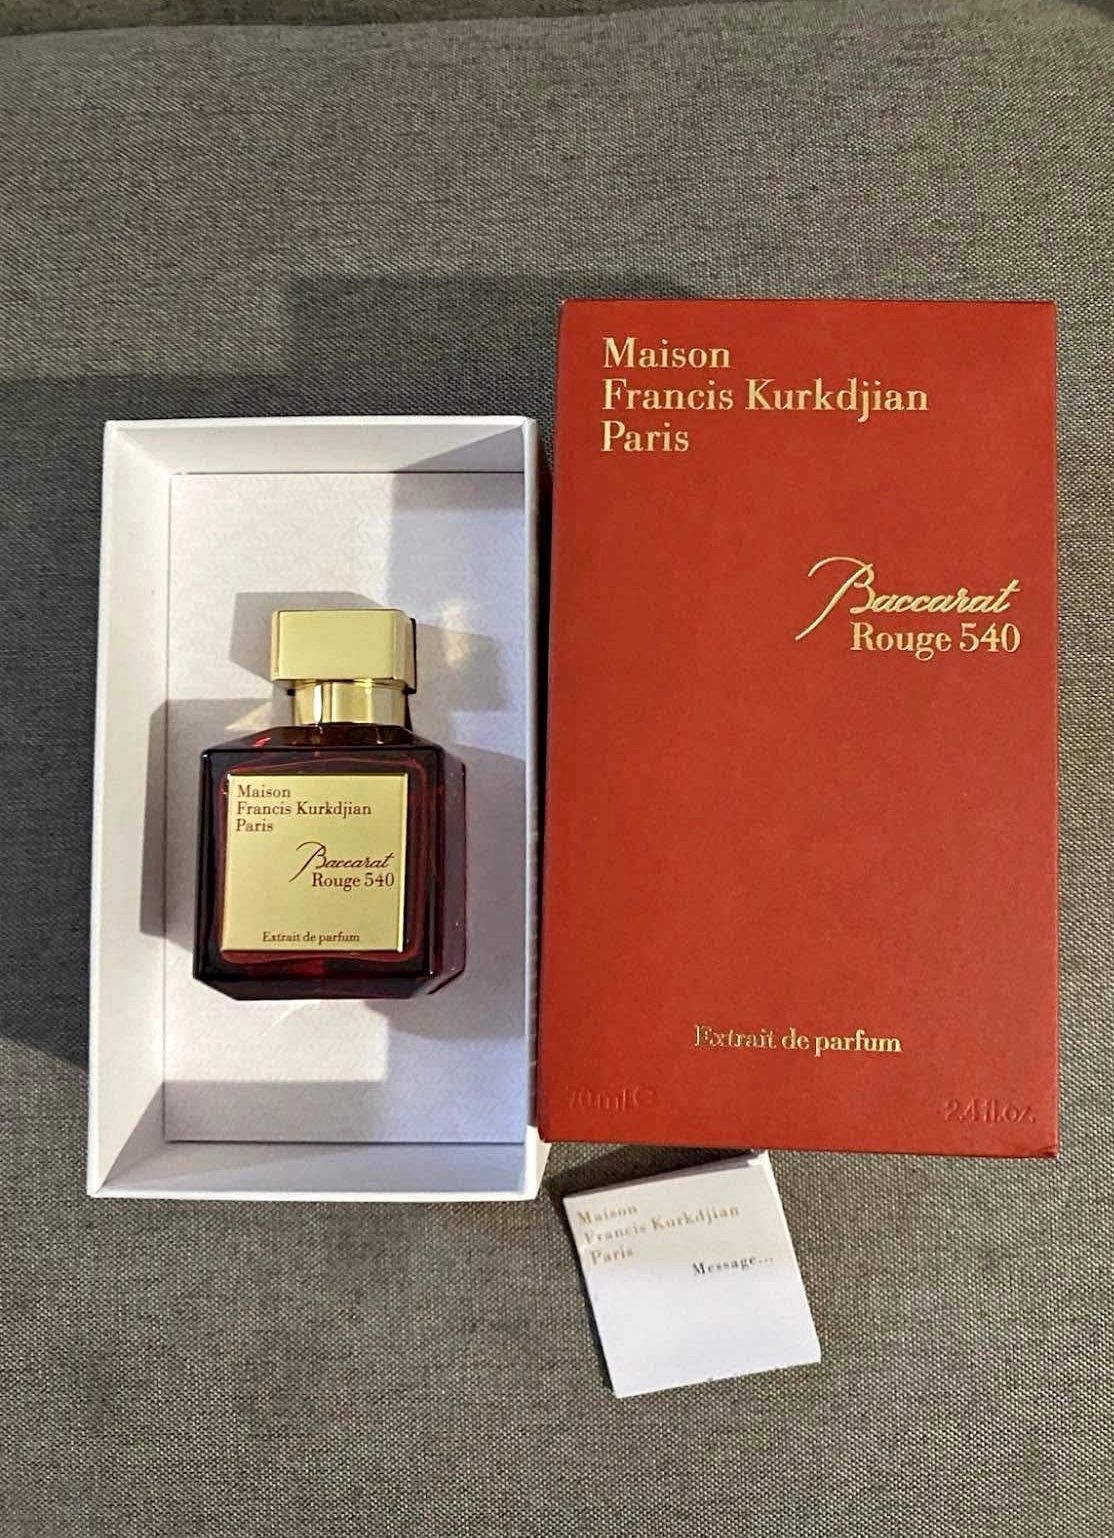 Maison
Francis Kurkdjian
Paris
Baccarat
Rouge 540
Extrait de parfum
Maison
Francis Kurkdjian
Paris
Baccarat
Rouge 540
Extrait de parfum
70 ml ℮
2.4 fl.oz.
Maison
Francis Kurkdjian
Paris
Message...